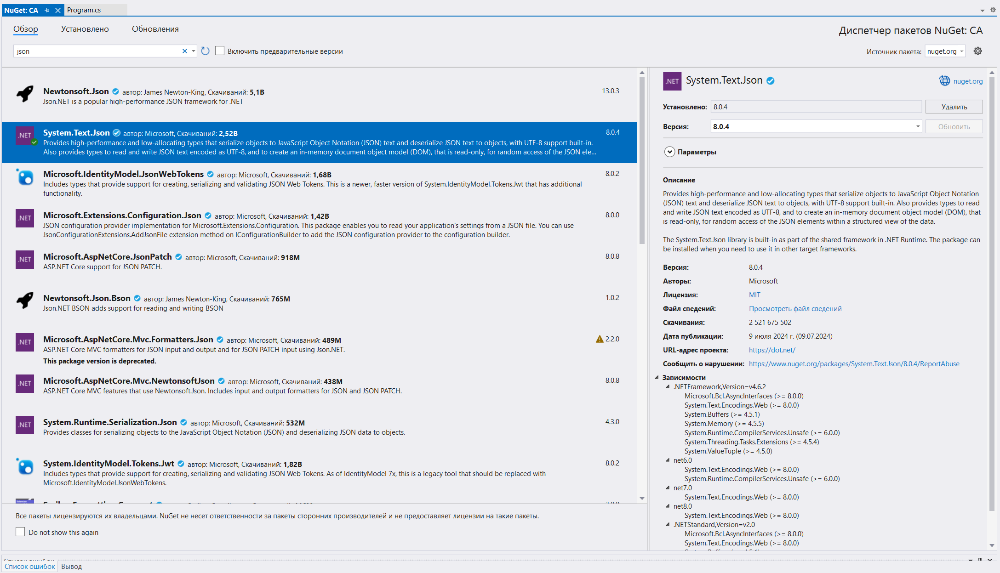 NuGet: CA
Program.cs
Обзор
Установлено
Обновления
Диспетчер пакетов NuGet: CA
json
Включить предварительные версии
Источник пакета:
nuget.org
Newtonsoft.Json автор: James Newton-King, Скачиваний: 5,1B
13.0.3
Json.NET is a popular high-performance JSON framework for .NET
.NET
System.Text.Json автор: Microsoft, Скачиваний: 2,52B
8.0.4
Provides high-performance and low-allocating types that serialize objects to JavaScript Object Notation (JSON) text and deserialize JSON text to objects, with UTF-8 support built-in.
Also provides types to read and write JSON text encoded as UTF-8, and to create an in-memory document object model (DOM), that is read-only, for random access of the JSON ele...
Microsoft.IdentityModel.JsonWebTokens автор: Microsoft, Скачиваний: 1,68B
8.0.2
Includes types that provide support for creating, serializing and validating JSON Web Tokens. This is a newer, faster version of System.IdentityModel.Tokens.Jwt that has additional
functionality.
.NET
Microsoft.Extensions.Configuration.Json автор: Microsoft, Скачиваний: 1,42B
8.0.0
JSON configuration provider implementation for Microsoft.Extensions.Configuration. This package enables you to read your application's settings from a JSON file. You can use
JsonConfigurationExtensions.AddJsonFile extension method on IConfigurationBuilder to add the JSON configuration provider to the configuration builder.
.NET
Microsoft.AspNetCore.JsonPatch автор: Microsoft, Скачиваний: 918M
8.0.8
ASP.NET Core support for JSON PATCH.
Newtonsoft.Json.Bson автор: James Newton-King, Скачиваний: 765M
1.0.2
Json.NET BSON adds support for reading and writing BSON
.NET
Microsoft.AspNetCore.Mvc.Formatters.Json автор: Microsoft, Скачиваний: 489M
2.2.0
ASP.NET Core MVC formatters for JSON input and output and for JSON PATCH input using Json.NET.
This package version is deprecated.
.NET
Microsoft.AspNetCore.Mvc.NewtonsoftJson автор: Microsoft, Скачиваний: 438M
8.0.8
ASP.NET Core MVC features that use Newtonsoft.Json. Includes input and output formatters for JSON and JSON PATCH.
.NET
System.Runtime.Serialization.Json автор: Microsoft, Скачиваний: 532M
4.3.0
Provides classes for serializing objects to the JavaScript Object Notation (JSON) and deserializing JSON data to objects.
System.IdentityModel.Tokens.Jwt автор: Microsoft, Скачиваний: 1,82B
8.0.2
Includes types that provide support for creating, serializing and validating JSON Web Tokens. As of IdentityModel 7x, this is a legacy tool that should be replaced with
Microsoft.IdentityModel.JsonWebTokens.
Все пакеты лицензируются их владельцами. NuGet не несет ответственности за пакеты сторонних производителей и не предоставляет лицензии на такие пакеты.
Do not show this again
.NET
System.Text.Json
nuget.org
Установлено: 8.0.4
Удалить
Версия: 8.0.4
Обновить
Параметры
Описание
Provides high-performance and low-allocating types that serialize objects to JavaScript Object Notation
(JSON) text and deserialize JSON text to objects, with UTF-8 support built-in. Also provides types to read
and write JSON text encoded as UTF-8, and to create an in-memory document object model (DOM), that
is read-only, for random access of the JSON elements within a structured view of the data.
The System.Text.Json library is built-in as part of the shared framework in .NET Runtime. The package can
be installed when you need to use it in other target frameworks.
Версия: 8.0.4
Авторы: Microsoft
Лицензия: MIT
Файл сведений: Просмотреть файл сведений
Скачивания: 2 521 675 502
Дата публикации: 9 июля 2024 г. (09.07.2024)
URL-адрес проекта: https://dot.net/
Сообщить о нарушении: https://www.nuget.org/packages/System.Text.Json/8.0.4/ReportAbuse
Зависимости
.NETFramework,Version=v4.6.2
Microsoft.Bcl.AsyncInterfaces (>= 8.0.0)
System.Text.Encodings.Web (>= 8.0.0)
System.Buffers (>= 4.5.1)
System.Memory (>= 4.5.5)
System.Runtime.CompilerServices.Unsafe (>= 6.0.0)
System.Threading.Tasks.Extensions (>= 4.5.4)
System.ValueTuple (>= 4.5.0)
net6.0
System.Text.Encodings.Web (>= 8.0.0)
System.Runtime.CompilerServices.Unsafe (>= 6.0.0)
net7.0
System.Text.Encodings.Web (>= 8.0.0)
net8.0
System.Text.Encodings.Web (>= 8.0.0)
.NETStandard,Version=v2.0
Microsoft.Bcl.AsyncInterfaces (>= 8.0.0)
System.Text.Encodings.Web (>= 8.0.0)
Список ошибок
Вывод